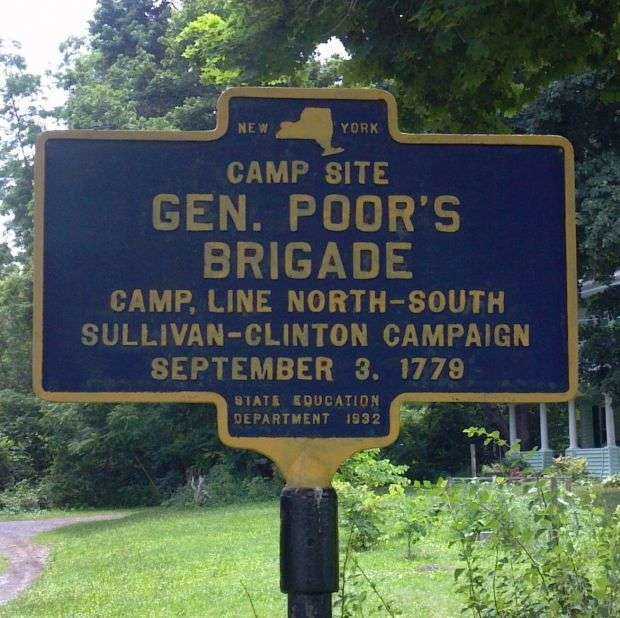 NEW YORK
CAMP SITE
GEN. POOR'S
BRIGADE
CAMP, LINE NORTH-SOUTH
SULLIVAN-CLINTON CAMPAIGN
SEPTEMBER 3. 1779
STATE EDUCATION
DEPARTMENT 1932